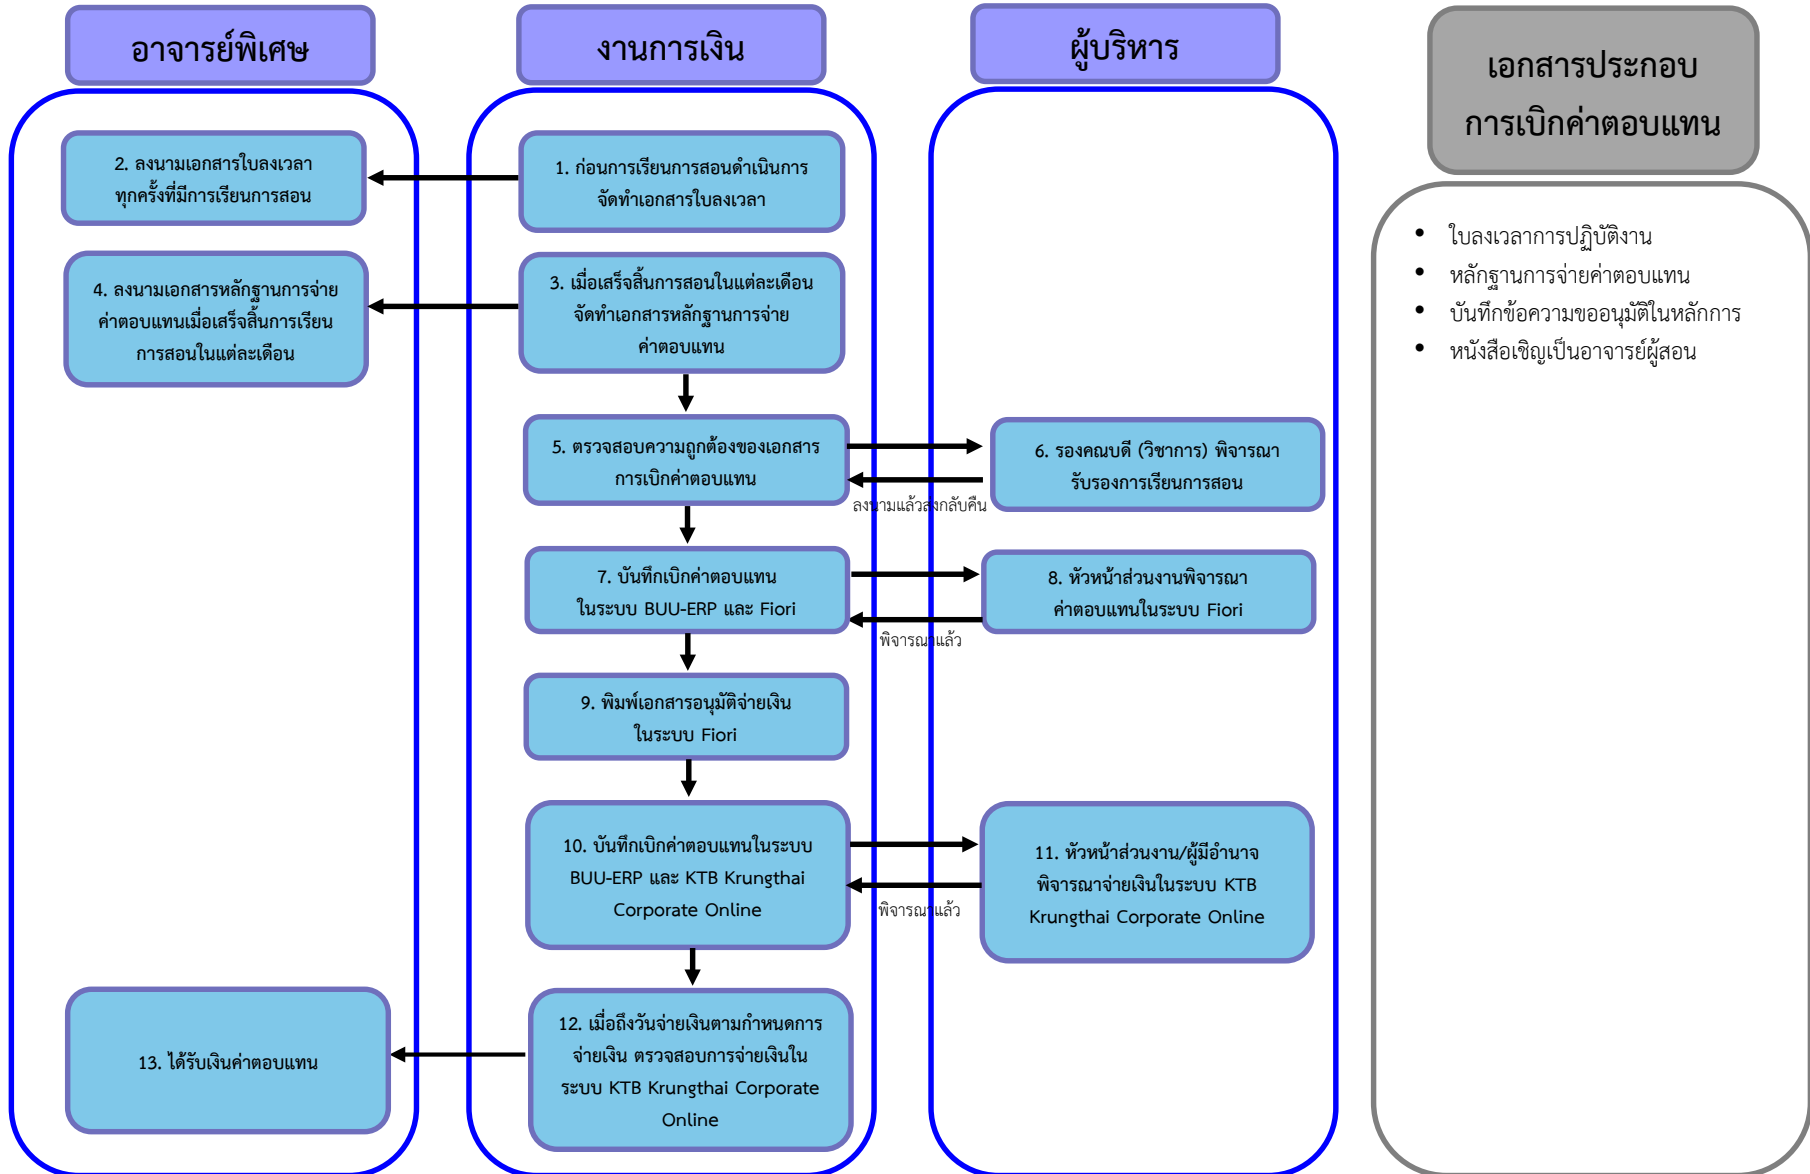 อาจารย์พิเศษ
งานการเงิน
ผู้บริหาร
เอกสารประกอบ
การเบิกค่าตอบแทน
1. ก่อนการเรียนการสอนดำเนินการ
จัดทำเอกสารใบลงเวลา
2. ลงนามเอกสารใบลงเวลา
ทุกครั้งที่มีการเรียนการสอน
3. เมื่อเสร็จสิ้นการสอนในแต่ละเดือน
จัดทำเอกสารหลักฐานการจ่าย
ค่าตอบแทน
4. ลงนามเอกสารหลักฐานการจ่าย
ค่าตอบแทนเมื่อเสร็จสิ้นการเรียน
การสอนในแต่ละเดือน
5. ตรวจสอบความถูกต้องของเอกสาร
การเบิกค่าตอบแทน
6. รองคณบดี (วิชาการ) พิจารณา
รับรองการเรียนการสอน
ลงนามแล้วส่งกลับคืน
7. บันทึกเบิกค่าตอบแทน
ในระบบ BUU-ERP และ Fiori
8. หัวหน้าส่วนงานพิจารณา
ค่าตอบแทนในระบบ Fiori
พิจารณาแล้ว
9. พิมพ์เอกสารอนุมัติจ่ายเงิน
ในระบบ Fiori
10. บันทึกเบิกค่าตอบแทนในระบบ
BUU-ERP และ KTB Krungthai
Corporate Online
11. หัวหน้าส่วนงาน/ผู้มีอำนาจ
พิจารณาจ่ายเงินในระบบ KTB
Krungthai Corporate Online
พิจารณาแล้ว
12. เมื่อถึงวันจ่ายเงินตามกำหนดการ
จ่ายเงิน ตรวจสอบการจ่ายเงินใน
ระบบ KTB Krungthai Corporate
Online
13. ได้รับเงินค่าตอบแทน
• ใบลงเวลาการปฏิบัติงาน
• หลักฐานการจ่ายค่าตอบแทน
• บันทึกข้อความขออนุมัติในหลักการ
• หนังสือเชิญเป็นอาจารย์ผู้สอน